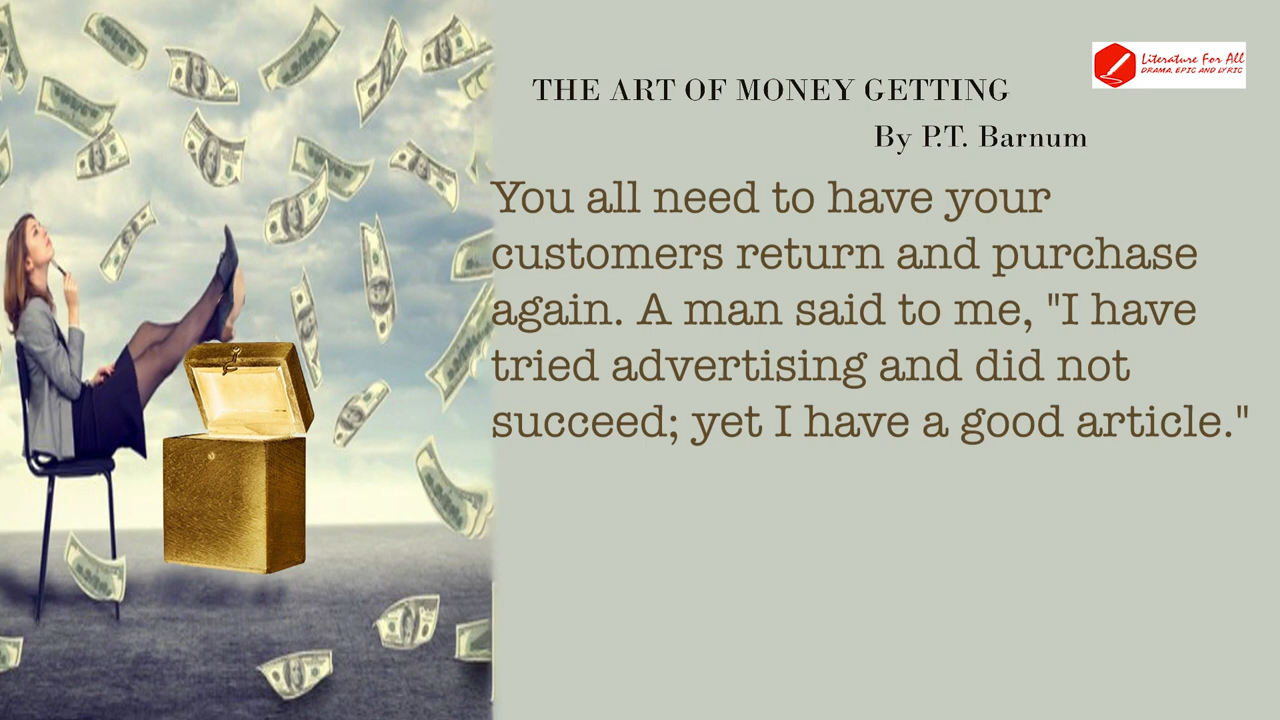 Literature For All
DRAMA, EPIC AND LYRIC
THE ART OF MONEY GETTING
By P.T. Barnum
You all need to have your
customers return and purchase
again. A man said to me, "I have
tried advertising and did not
succeed; yet I have a good article."